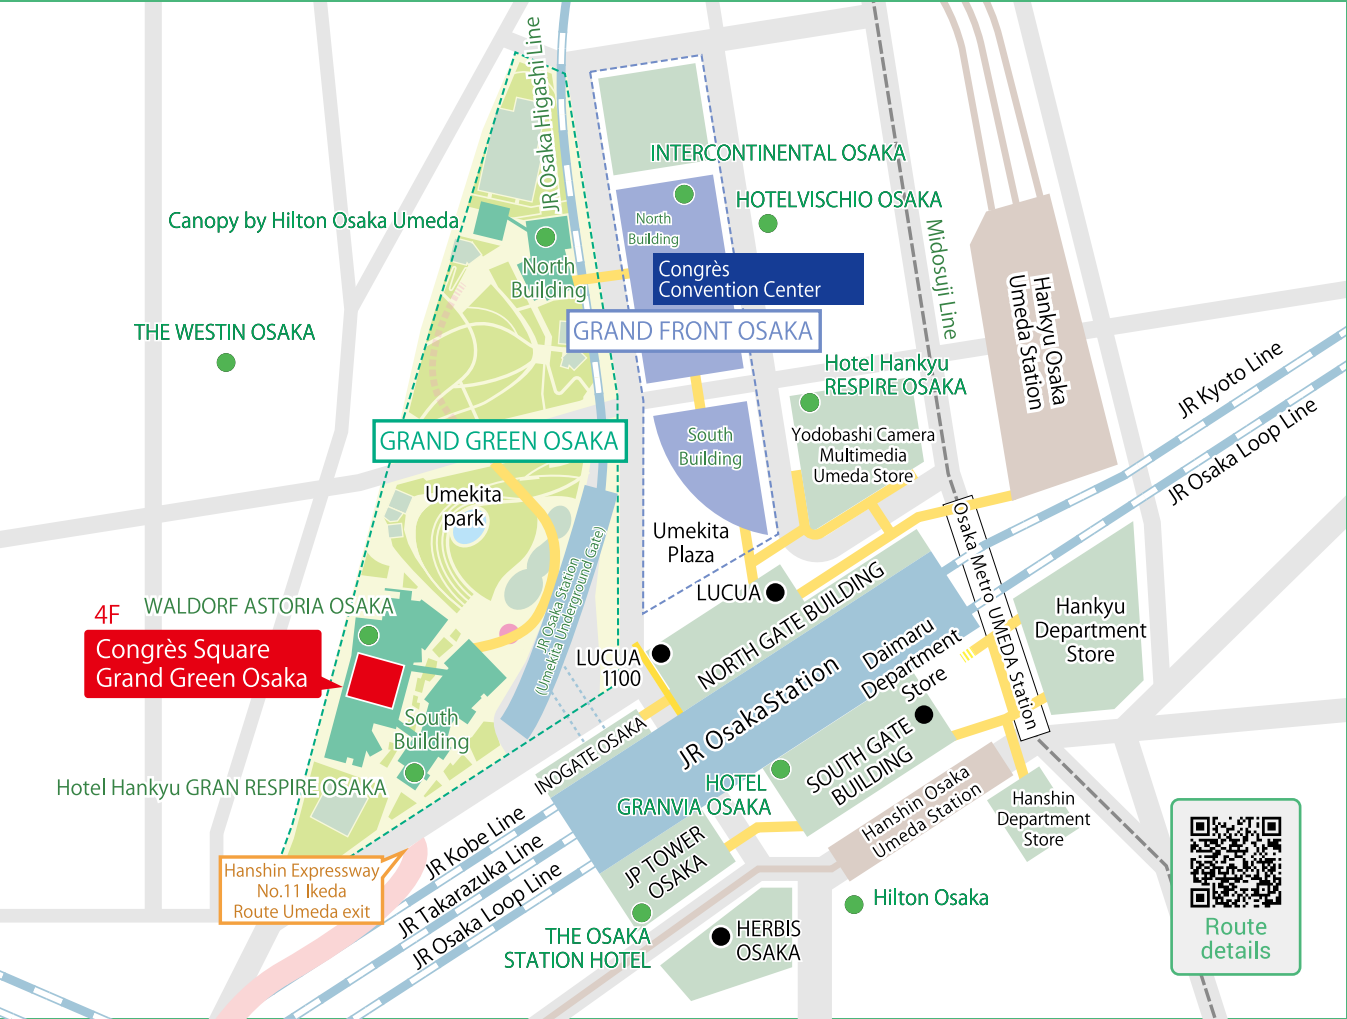 JR Osaka Higashi Line
INTERCONTINENTAL OSAKA
HOTELVISCHIO OSAKA
Canopy by Hilton Osaka Umeda
North
Building
North
Building
Congrès
Convention Center
Midosuji Line
Hankyu Osaka
Umeda Station
THE WESTIN OSAKA
GRAND FRONT OSAKA
Hotel Hankyu
RESPIRE OSAKA
JR Kyoto Line
JR Osaka Loop Line
GRAND GREEN OSAKA
South
Building
Yodobashi Camera
Multimedia
Umeda Store
Umekita
park
Umekita
Plaza
JR Osaka Station
(Umekita Underground Gate)
Osaka Metro UMEDA Station
LUCUA
NORTH GATE BUILDING
4F
WALDORF ASTORIA OSAKA
Congrès Square
Grand Green Osaka
LUCUA
1100
Hankyu
Department
Store
Daimaru
Department
Store
JR OsakaStation
South
Building
INOGATE OSAKA
SOUTH GATE
BUILDING
Hotel Hankyu GRAN RESPIRE OSAKA
HOTEL
GRANVIA OSAKA
Hanshin Osaka
Umeda Station
Hanshin
Department
Store
JR Kobe Line
JR Takarazuka Line
JR Osaka Loop Line
JP TOWER
OSAKA
Hanshin Expressway
No.11 Ikeda
Route Umeda exit
Hilton Osaka
THE OSAKA
STATION HOTEL
HERBIS
OSAKA
Route
details